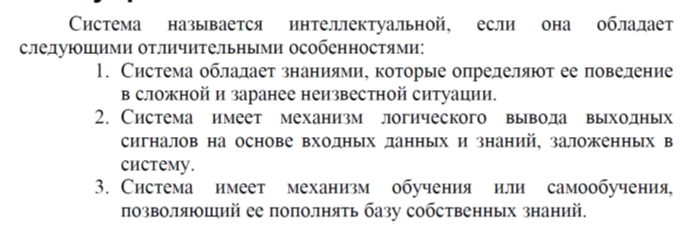 Система называется интеллектуальной, если она обладает
следующими отличительными особенностями:
1. Система обладает знаниями, которые определяют ее поведение
в сложной и заранее неизвестной ситуации.
2. Система имеет механизм логического вывода выходных
сигналов на основе входных данных и знаний, заложенных в
систему.
3. Система имеет механизм обучения или самообучения,
позволяющий ее пополнять базу собственных знаний.